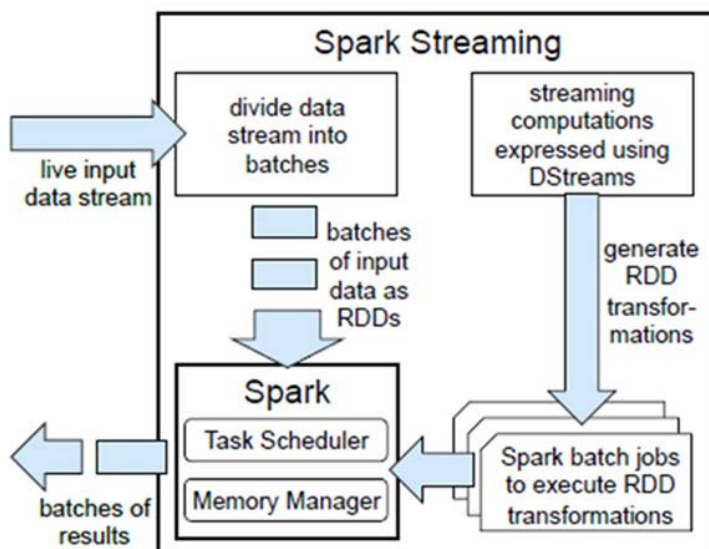 Spark Streaming
divide data
stream into
batches
streaming
computations
expressed using
DStreams
live input
data stream
batches
of input
data as
RDDs
generate
RDD
transfor-
mations
Spark
Task Scheduler
Memory Manager
Spark batch jobs
to execute RDD
transformations
batches of
results